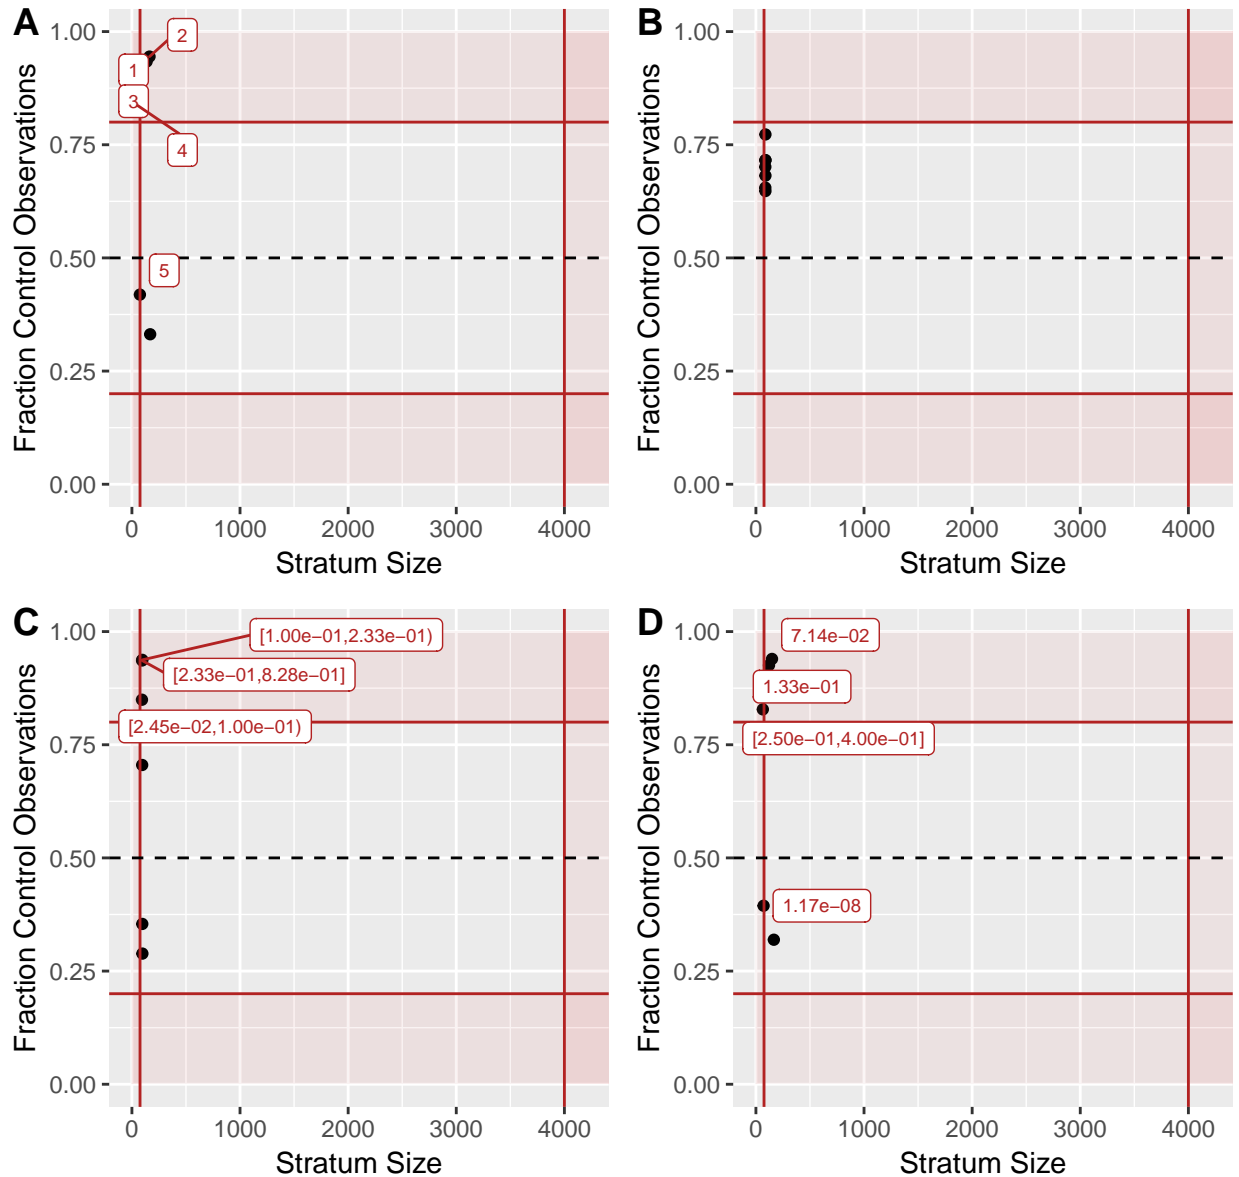 A
Fraction Control Observations
1.00
0.75
0.50
0.25
0.00
2
1
3
4
5
0
1000
2000
3000
4000
Stratum Size
B
Fraction Control Observations
1.00
0.75
0.50
0.25
0.00
0
1000
2000
3000
4000
Stratum Size
C
Fraction Control Observations
1.00
0.75
0.50
0.25
0.00
[1.00e−01,2.33e−01)
[2.33e−01,8.28e−01]
[2.45e−02,1.00e−01)
0
1000
2000
3000
4000
Stratum Size
D
Fraction Control Observations
1.00
0.75
0.50
0.25
0.00
7.14e−02
1.33e−01
[2.50e−01,4.00e−01]
1.17e−08
0
1000
2000
3000
4000
Stratum Size